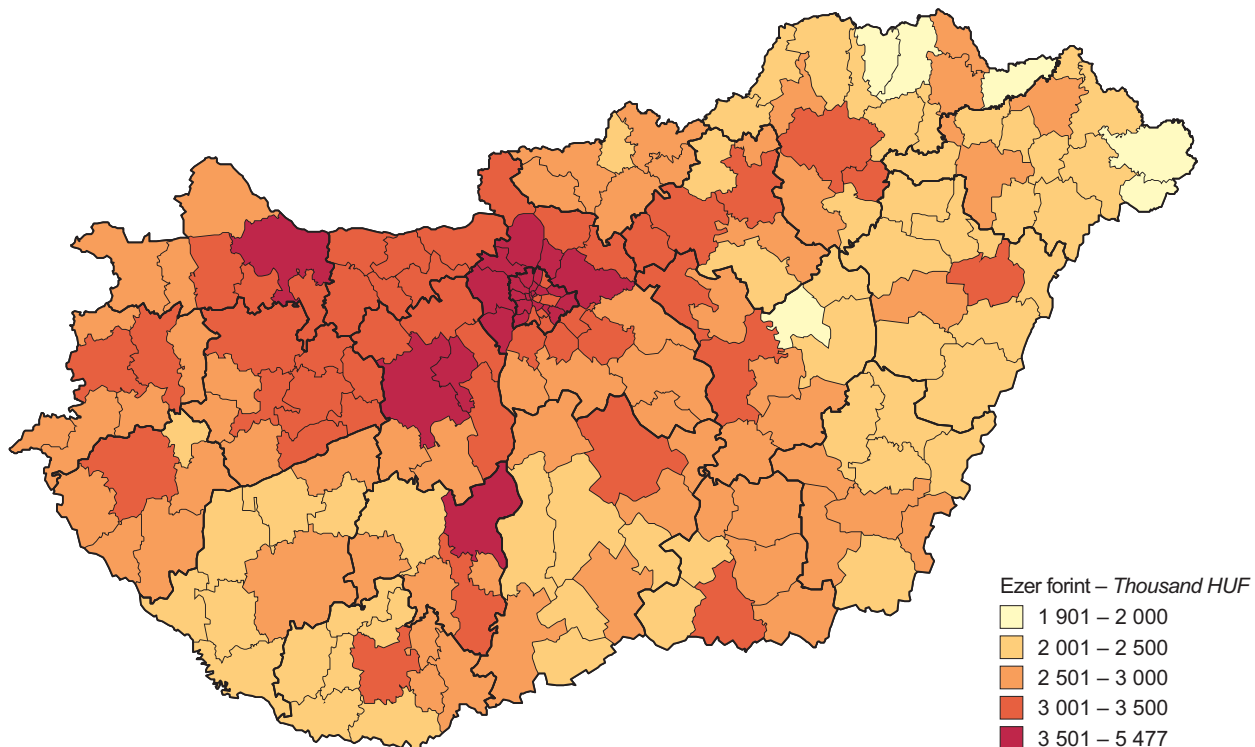 Ezer forint – Thousand HUF
1 901 – 2 000
2 001 – 2 500
2 501 – 3 000
3 001 – 3 500
3 501 – 5 477